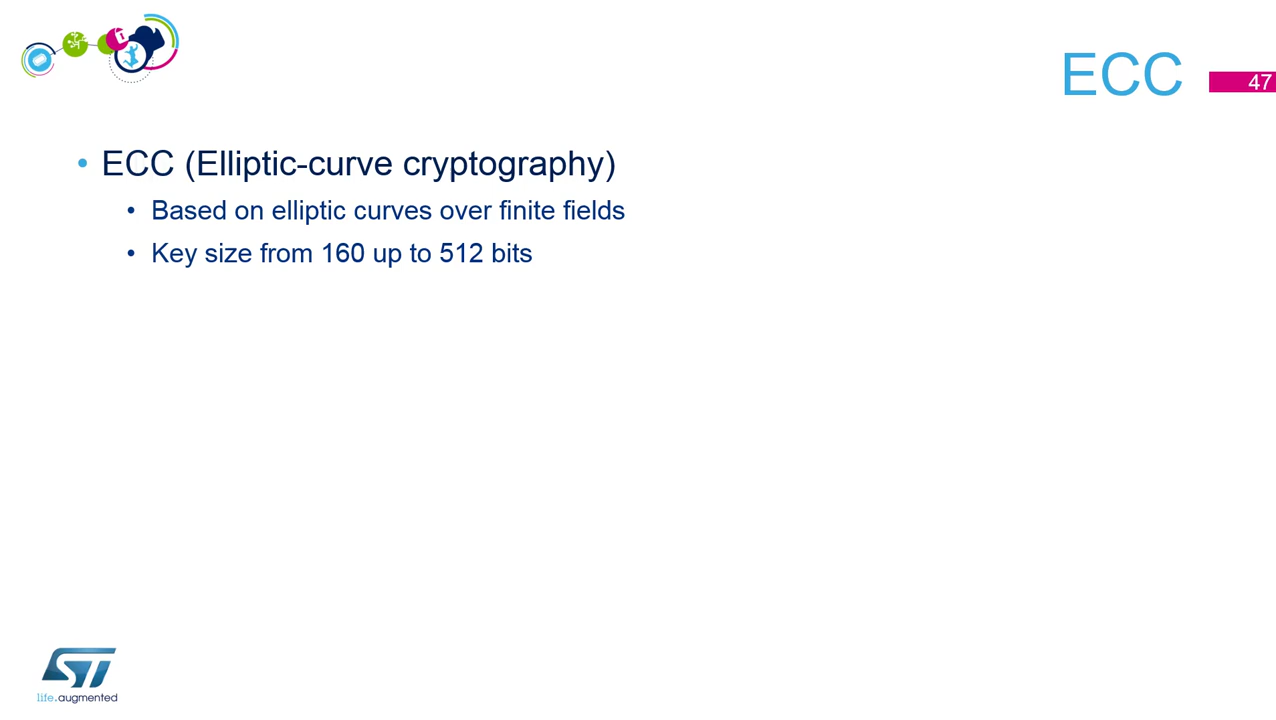 ECC
47
• ECC (Elliptic-curve cryptography)
• Based on elliptic curves over finite fields
• Key size from 160 up to 512 bits
ST
life.augmented